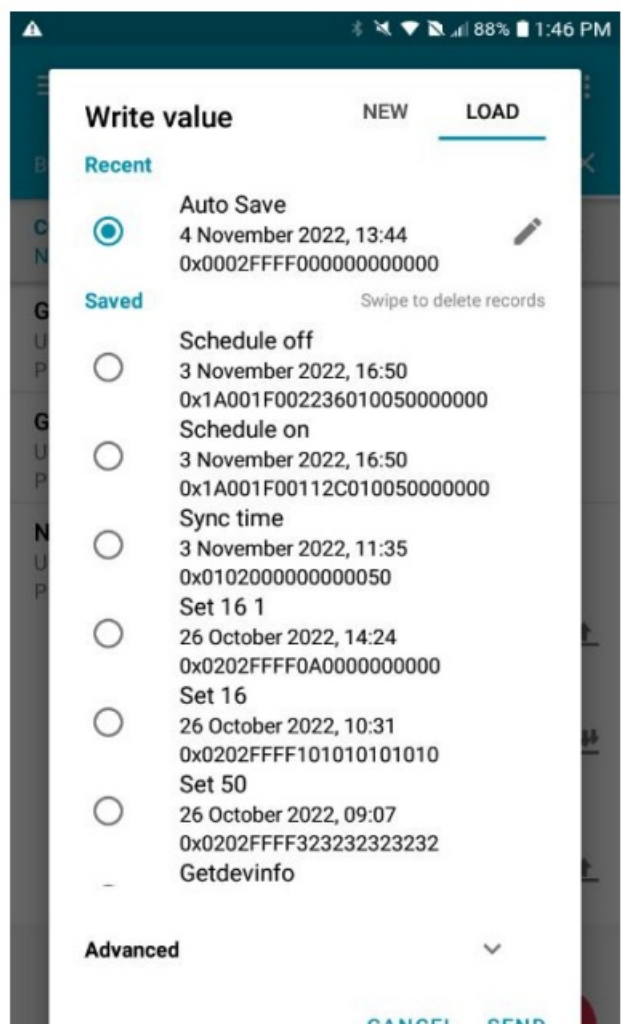 88% 1:46 PM
Write value NEW LOAD
Recent
Auto Save
4 November 2022, 13:44
0x0002FFFF000000000000
Saved Swipe to delete records
Schedule off
3 November 2022, 16:50
0x1A001F002236010050000000
Schedule on
3 November 2022, 16:50
0x1A001F00112C010050000000
Sync time
3 November 2022, 11:35
0x0102000000000050
Set 16 1
26 October 2022, 14:24
0x0202FFFF0A0000000000
Set 16
26 October 2022, 10:31
0x0202FFFF101010101010
Set 50
26 October 2022, 09:07
0x0202FFFF323232323232
Getdevinfo
Advanced
CANCEL SEND